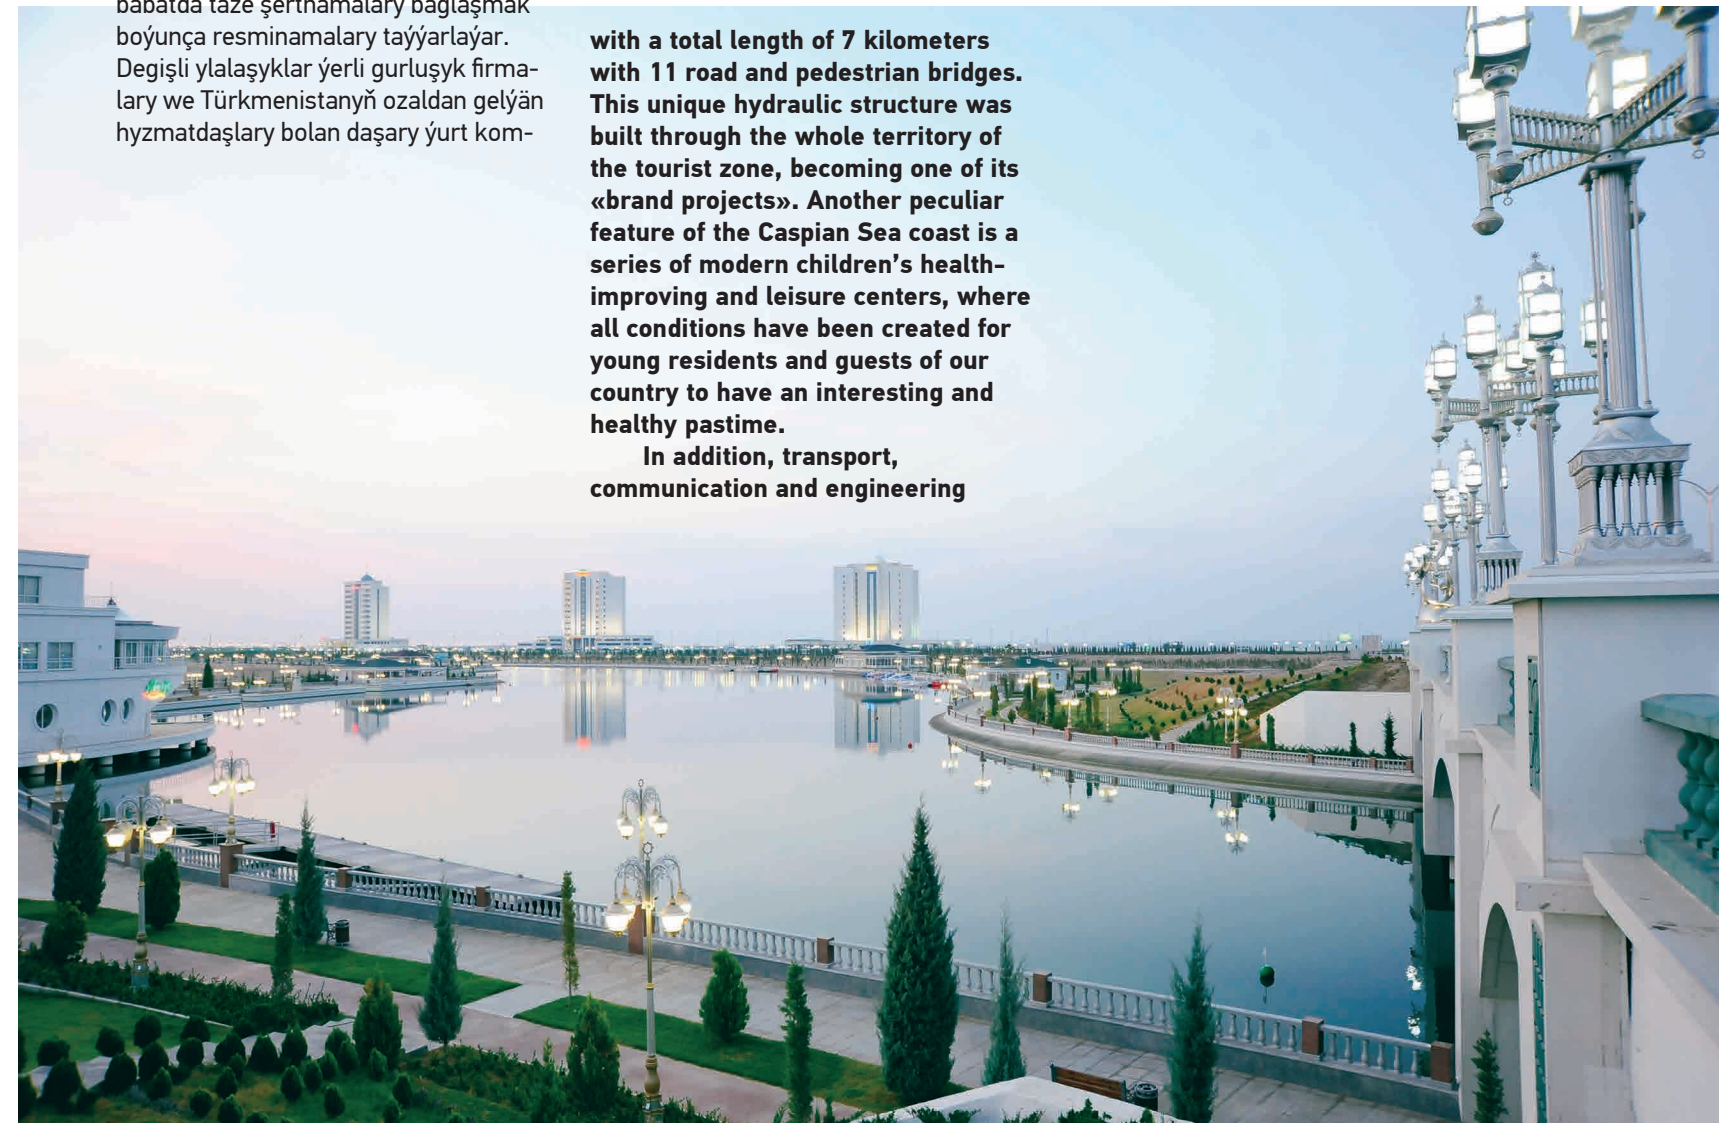 babatda täze şertnamalary baglaşmak
boýunça resminamalary taýýarlaýar.
Degişli ylalaşyklar ýerli gurluşyk firma-
lary we Türkmenistanyň ozaldan gelýän
hyzmatdaşlary bolan daşary ýurt kom-
with a total length of 7 kilometers
with 11 road and pedestrian bridges.
This unique hydraulic structure was
built through the whole territory of
the tourist zone, becoming one of its
«brand projects». Another peculiar
feature of the Caspian Sea coast is a
series of modern children’s health-
improving and leisure centers, where
all conditions have been created for
young residents and guests of our
country to have an interesting and
healthy pastime.
In addition, transport,
communication and engineering